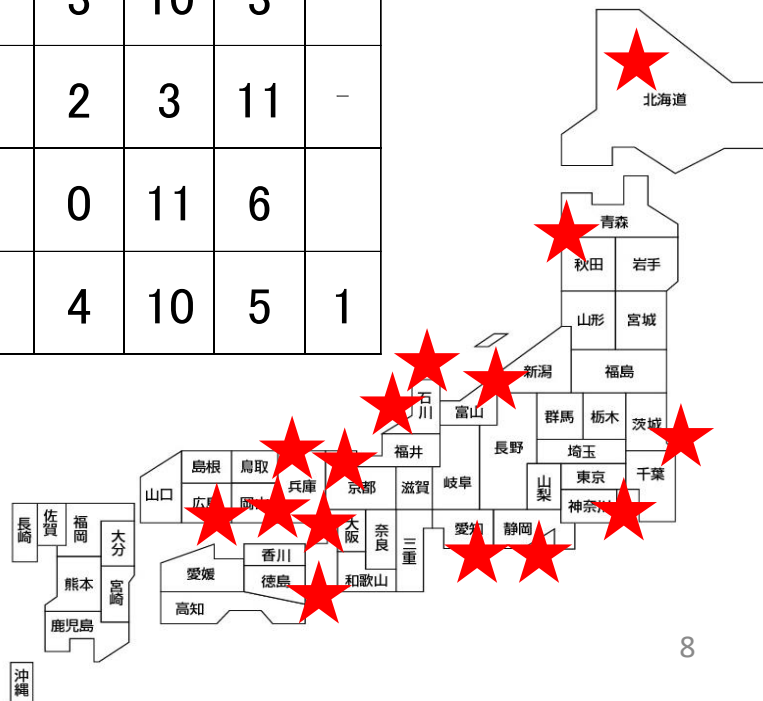 3 10 3
2 3 11 -
0 11 6
4 10 5 1
北海道
青森
秋田 岩手
山形 宮城
新潟 福島
石川 富山 群馬 栃木 茨城
長野 埼玉
福井 岐阜 山梨 東京 千葉
島根 鳥取 兵庫 京都 滋賀 神奈川
山口 広島
大阪 奈良 三重 愛知 静岡
香川
愛媛 徳島 和歌山
高知
長崎 佐賀 福岡 大分
熊本 宮崎
鹿児島
沖縄
8